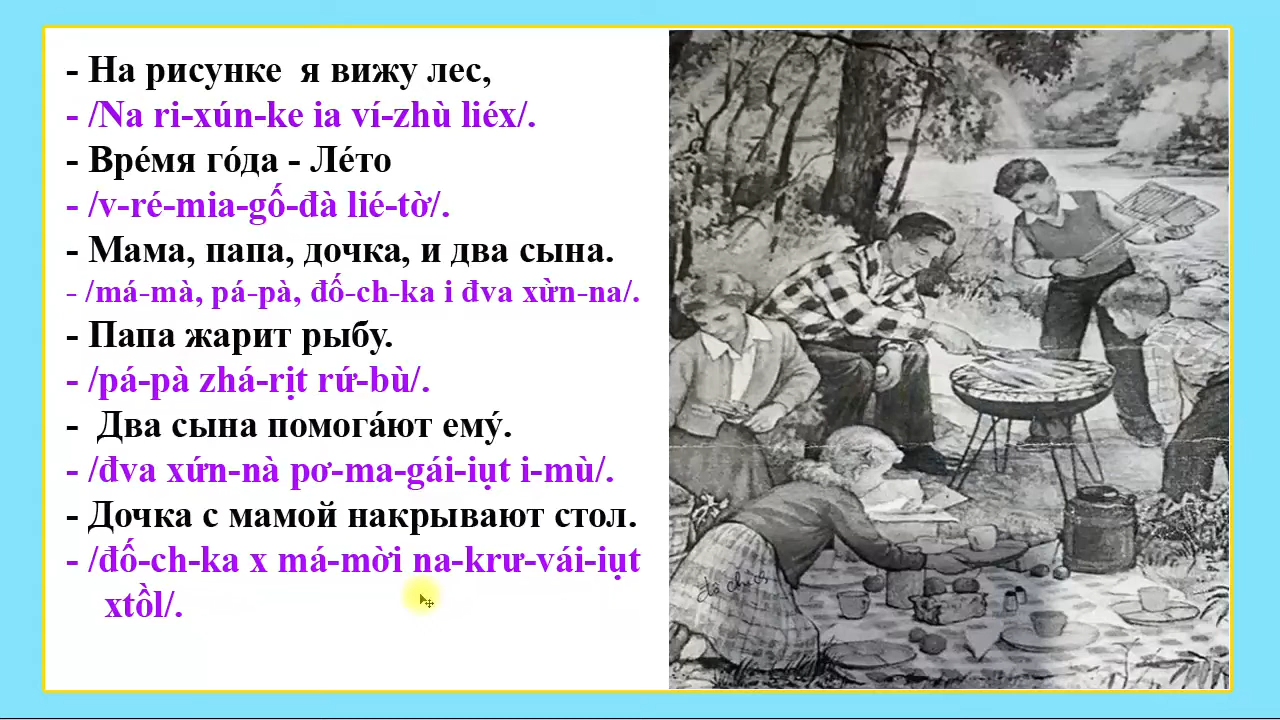 - На рисунке я вижу лес,
- /Na ri-xún-ke ia ví-zhù liéx/.
- Врéмя гóда - Лéто
- /v-ré-mia-gố-đà lié-tờ/.
- Мама, папа, дочка, и два сына.
- /má-mà, pá-pà, đố-ch-ka i đva xừn-na/.
- Папа жарит рыбу.
- /pá-pà zhá-rịt rứ-bù/.
- Два сына помогáют емý.
- /đva xứn-nà pơ-ma-gái-iụt i-mù/.
- Дочка с мамой накрывают стол.
- /đố-ch-ka x má-mời na-krư-vái-iụt
xtồl/.